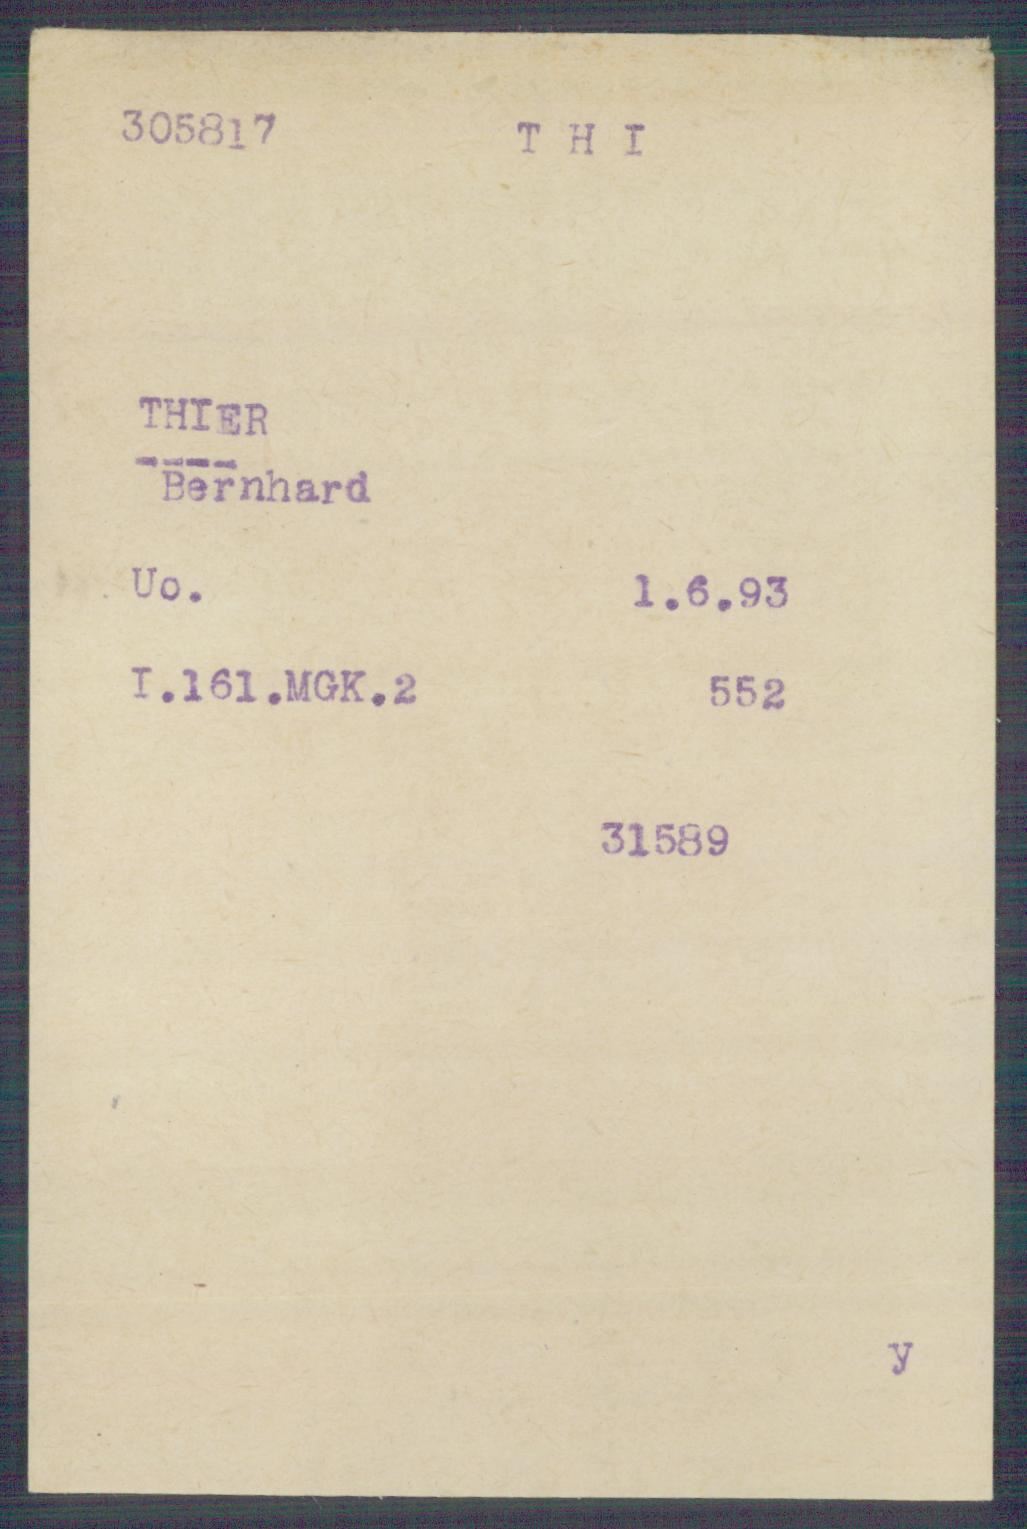 305817 T H I
THIER
----
Bernhard
Uo. 1.6.93
I.161.MGK.2 552
31589
y